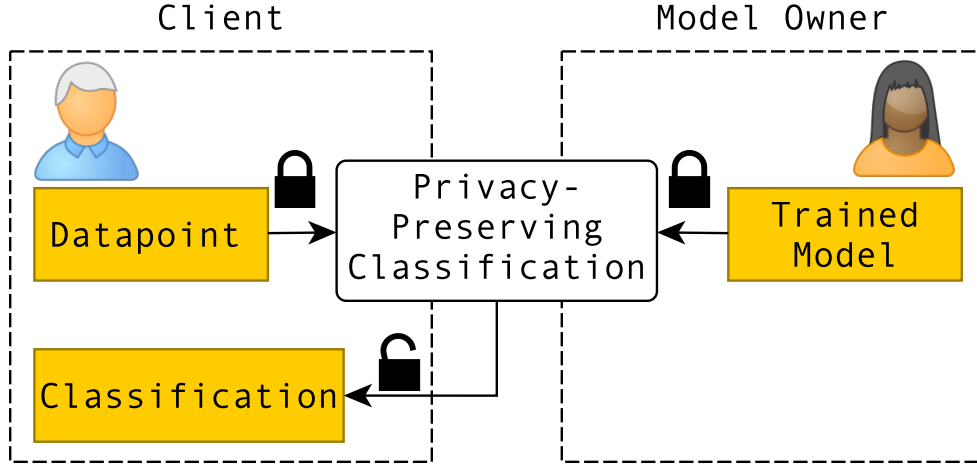 Client
Model Owner
Datapoint
Privacy-
Preserving
Classification
Trained
Model
Classification